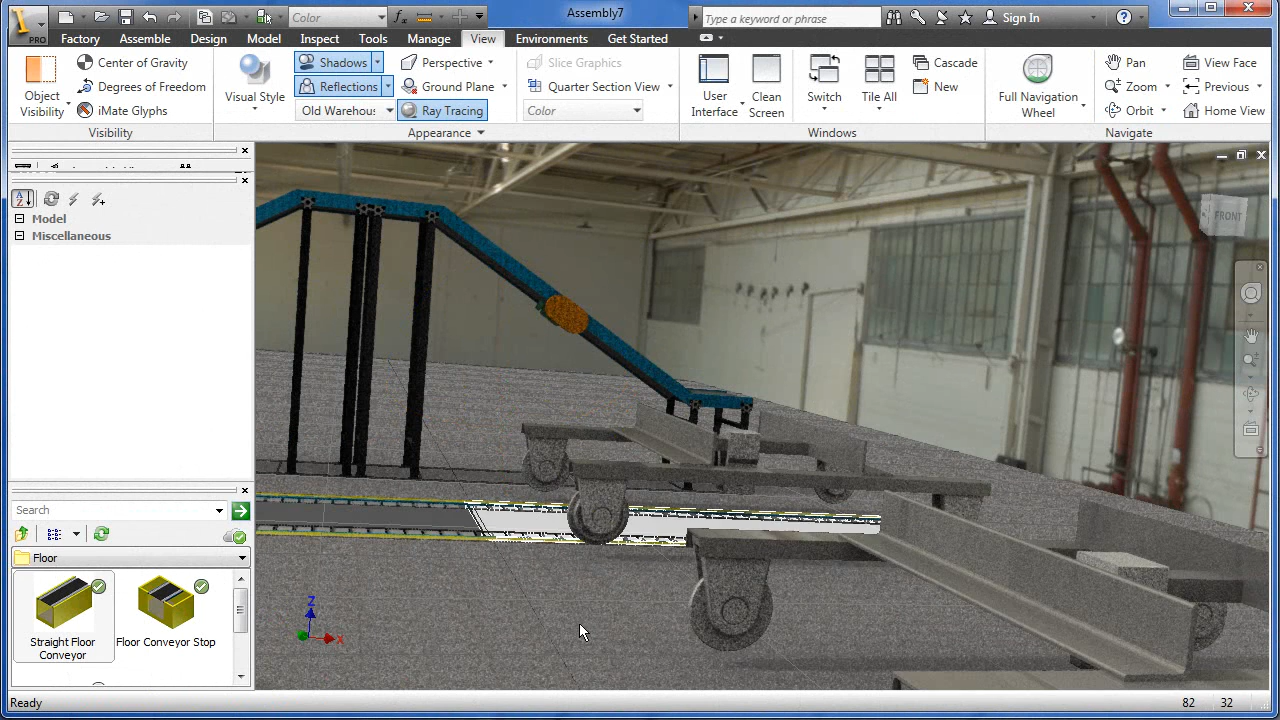 Color
Assembly7
Type a keyword or phrase
Sign In
PRO
Factory
Assemble
Design
Model
Inspect
Tools
Manage
View
Environments
Get Started
Object
Visibility
Center of Gravity
Degrees of Freedom
iMate Glyphs
Visibility
Visual Style
Shadows
Reflections
Old Warehou
Perspective
Ground Plane
Ray Tracing
Appearance
Slice Graphics
Quarter Section View
Color
User
Interface
Clean
Screen
Switch
Tile All
Cascade
New
Windows
Full Navigation
Wheel
Pan
Zoom
Orbit
View Face
Previous
Home View
Navigate
Model
Miscellaneous
Search
Floor
Straight Floor
Conveyor
Floor Conveyor Stop
FRONT
Z
X
Ready
82
32